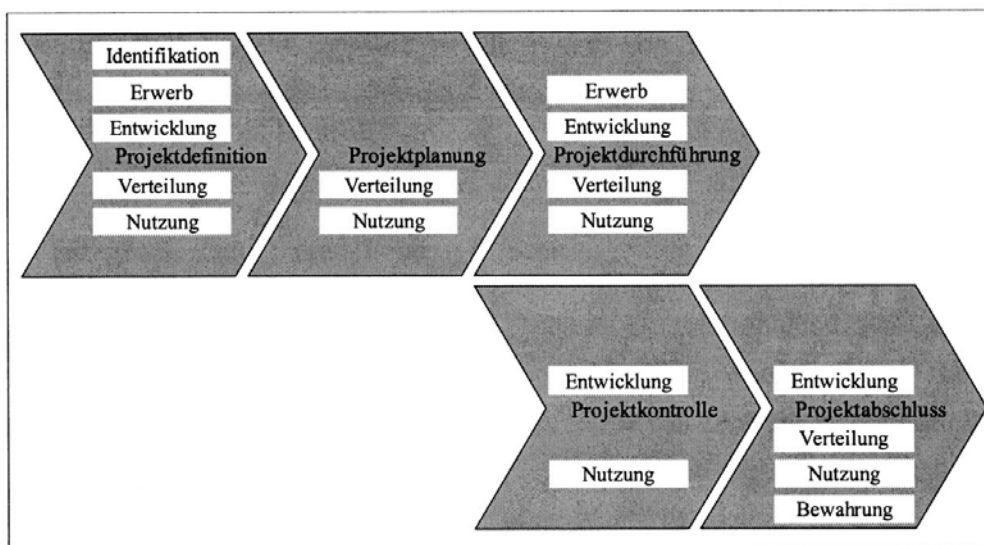 Identifikation
Erwerb
Entwicklung
Projektdefinition
Verteilung
Nutzung
Projektplanung
Verteilung
Nutzung
Erwerb
Entwicklung
Projektdurchführung
Verteilung
Nutzung
Entwicklung
Projektkontrolle
Nutzung
Entwicklung
Projektabschluss
Verteilung
Nutzung
Bewahrung